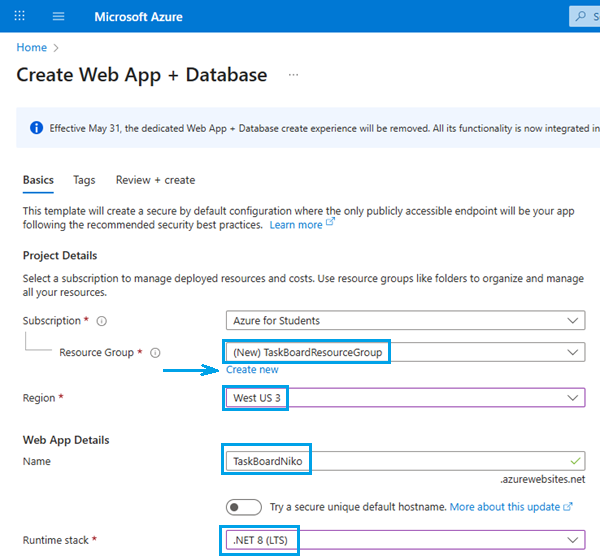 Microsoft Azure
Home >
Create Web App + Database ...
Effective May 31, the dedicated Web App + Database create experience will be removed. All its functionality is now integrated in
Basics Tags Review + create
This template will create a secure by default configuration where the only publicly accessible endpoint will be your app
following the recommended security best practices. Learn more
Project Details
Select a subscription to manage deployed resources and costs. Use resource groups like folders to organize and manage
all your resources.
Subscription * Azure for Students
Resource Group * (New) TaskBoardResourceGroup
Create new
Region * West US 3
Web App Details
Name TaskBoardNiko
.azurewebsites.net
Try a secure unique default hostname. More about this update
Runtime stack * .NET 8 (LTS)